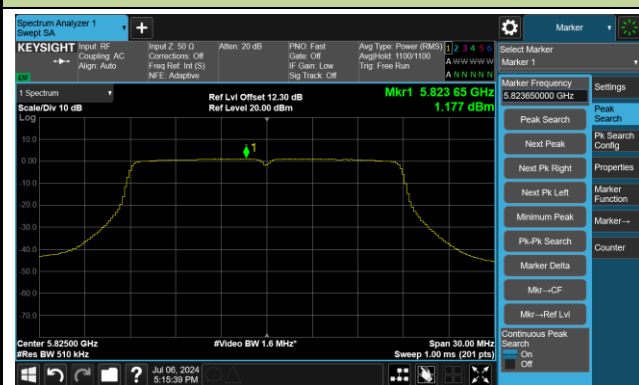 Spectrum Analyzer 1
Swept SA
Marker
KEYSIGHT
Input: RF
Coupling: AC
Align: Auto
Input Z: 50 Ω
Corrections: Off
Freq Ref: Int (S)
NFE: Adaptive
Atten: 20 dB
PNO: Fast
Gate: Off
IF Gain: Low
Sig Track: Off
Avg Type: Power (RMS)
Avg|Hold: 1100/1100
Trig: Free Run
1 2 3 4 5 6
A W W W W W
A N N N N N
LV
Select Marker
Marker 1
1 Spectrum
Scale/Div 10 dB
Log
Ref Lvl Offset 12.30 dB
Ref Level 20.00 dBm
Mkr1 5.823 65 GHz
1.177 dBm
1
10.0
0.00
-10.0
-20.0
-30.0
-40.0
-50.0
-60.0
-70.0
Center 5.82500 GHz
#Res BW 510 kHz
#Video BW 1.6 MHz*
Span 30.00 MHz
Sweep 1.00 ms (201 pts)
Marker Frequency
5.823650000 GHz
Peak Search
Next Peak
Next Pk Right
Next Pk Left
Minimum Peak
Pk-Pk Search
Marker Delta
Mkr→CF
Mkr→Ref Lvl
Continuous Peak
Search
On
Off
Settings
Peak
Search
Pk Search
Config
Properties
Marker
Function
Marker→
Counter
?
Jul 06, 2024
5:15:39 PM